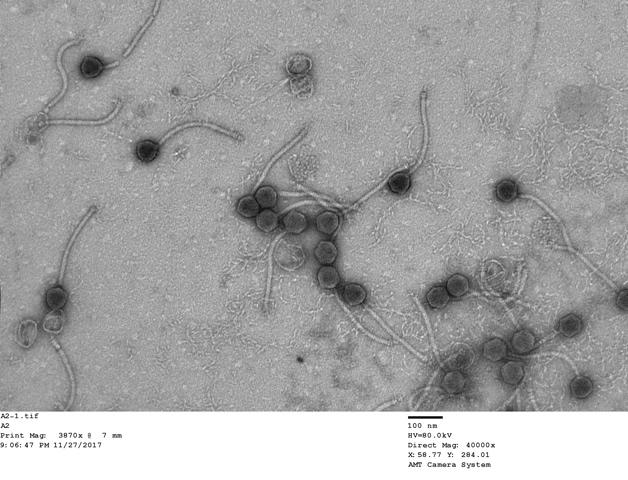 A2-1.tif
A2
Print Mag: 3870x @ 7 mm
9:06:47 PM 11/27/2017
100 nm
HV=80.0kV
Direct Mag: 40000x
X: 58.77 Y: 284.01
AMT Camera System